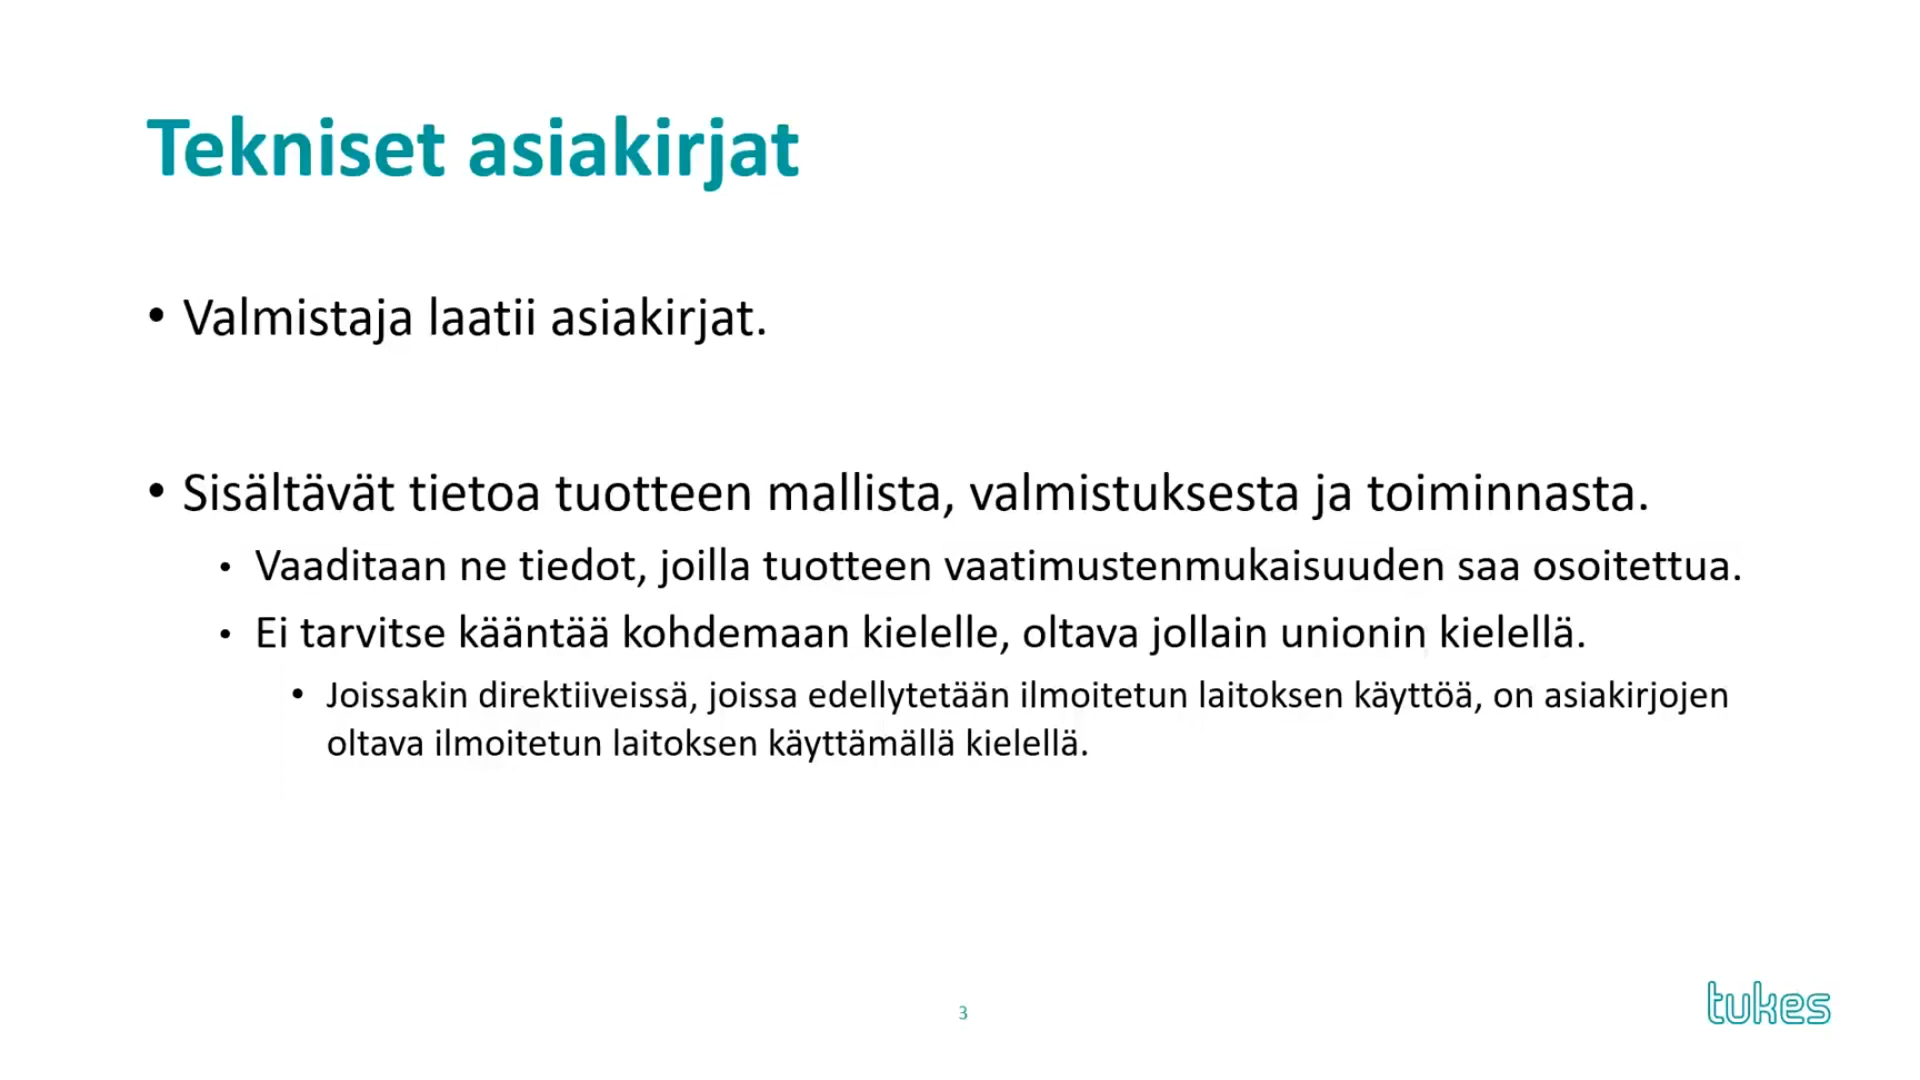 Tekniset asiakirjat
• Valmistaja laatii asiakirjat.
• Sisältävät tietoa tuotteen mallista, valmistuksesta ja toiminnasta.
• Vaaditaan ne tiedot, joilla tuotteen vaatimustenmukaisuuden saa osoitettua.
• Ei tarvitse kääntää kohdemaan kielelle, oltava jollain unionin kielellä.
• Joissakin direktiiveissä, joissa edellytetään ilmoitetun laitoksen käyttöä, on asiakirjojen
oltava ilmoitetun laitoksen käyttämällä kielellä.
3
tukes